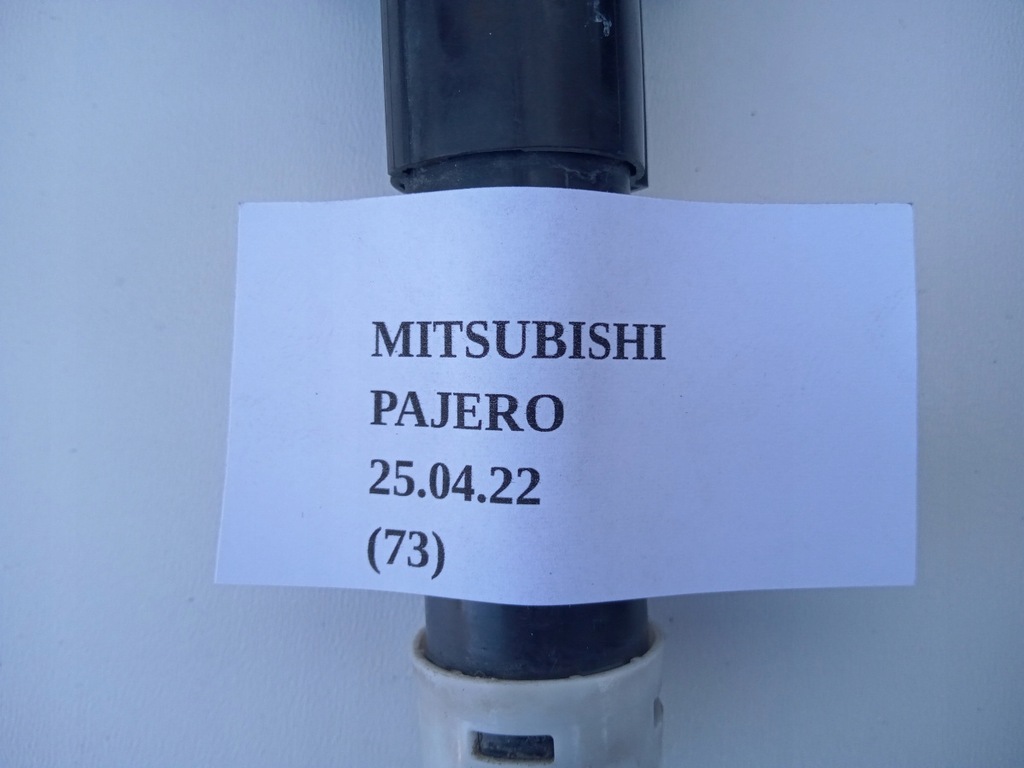 MITSUBISHI
PAJERO
25.04.22
(73)